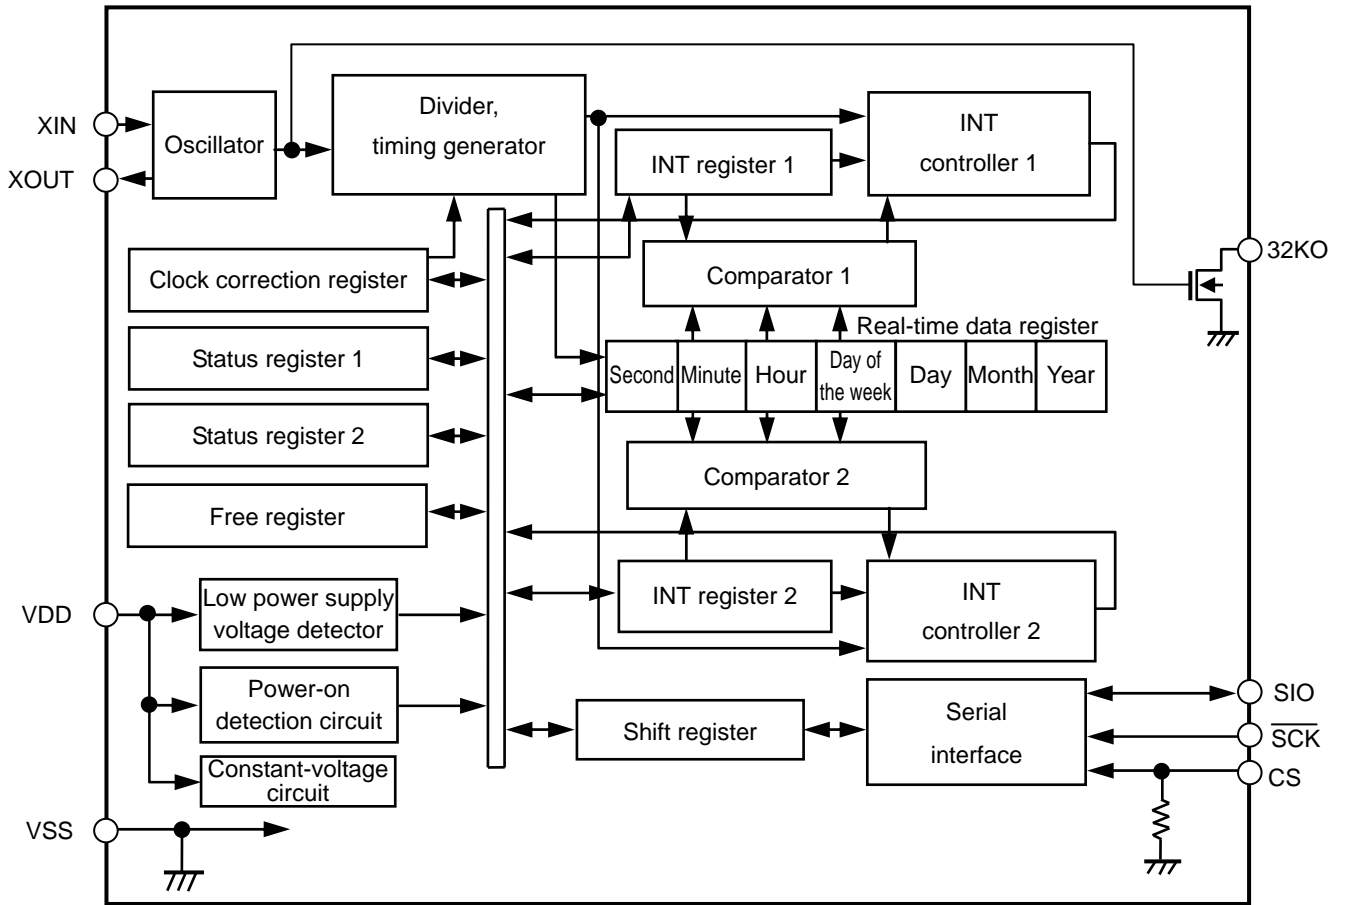 XIN
XOUT
Oscillator
Divider,
timing generator
INT register 1
INT
controller 1
32KO
Clock correction register
Comparator 1
Real-time data register
Status register 1
Second
Minute
Hour
Day of
the week
Day
Month
Year
Status register 2
Comparator 2
Free register
VDD
Low power supply
voltage detector
INT register 2
INT
controller 2
Power-on
detection circuit
Shift register
Serial
interface
SIO
SCK
CS
Constant-voltage
circuit
VSS